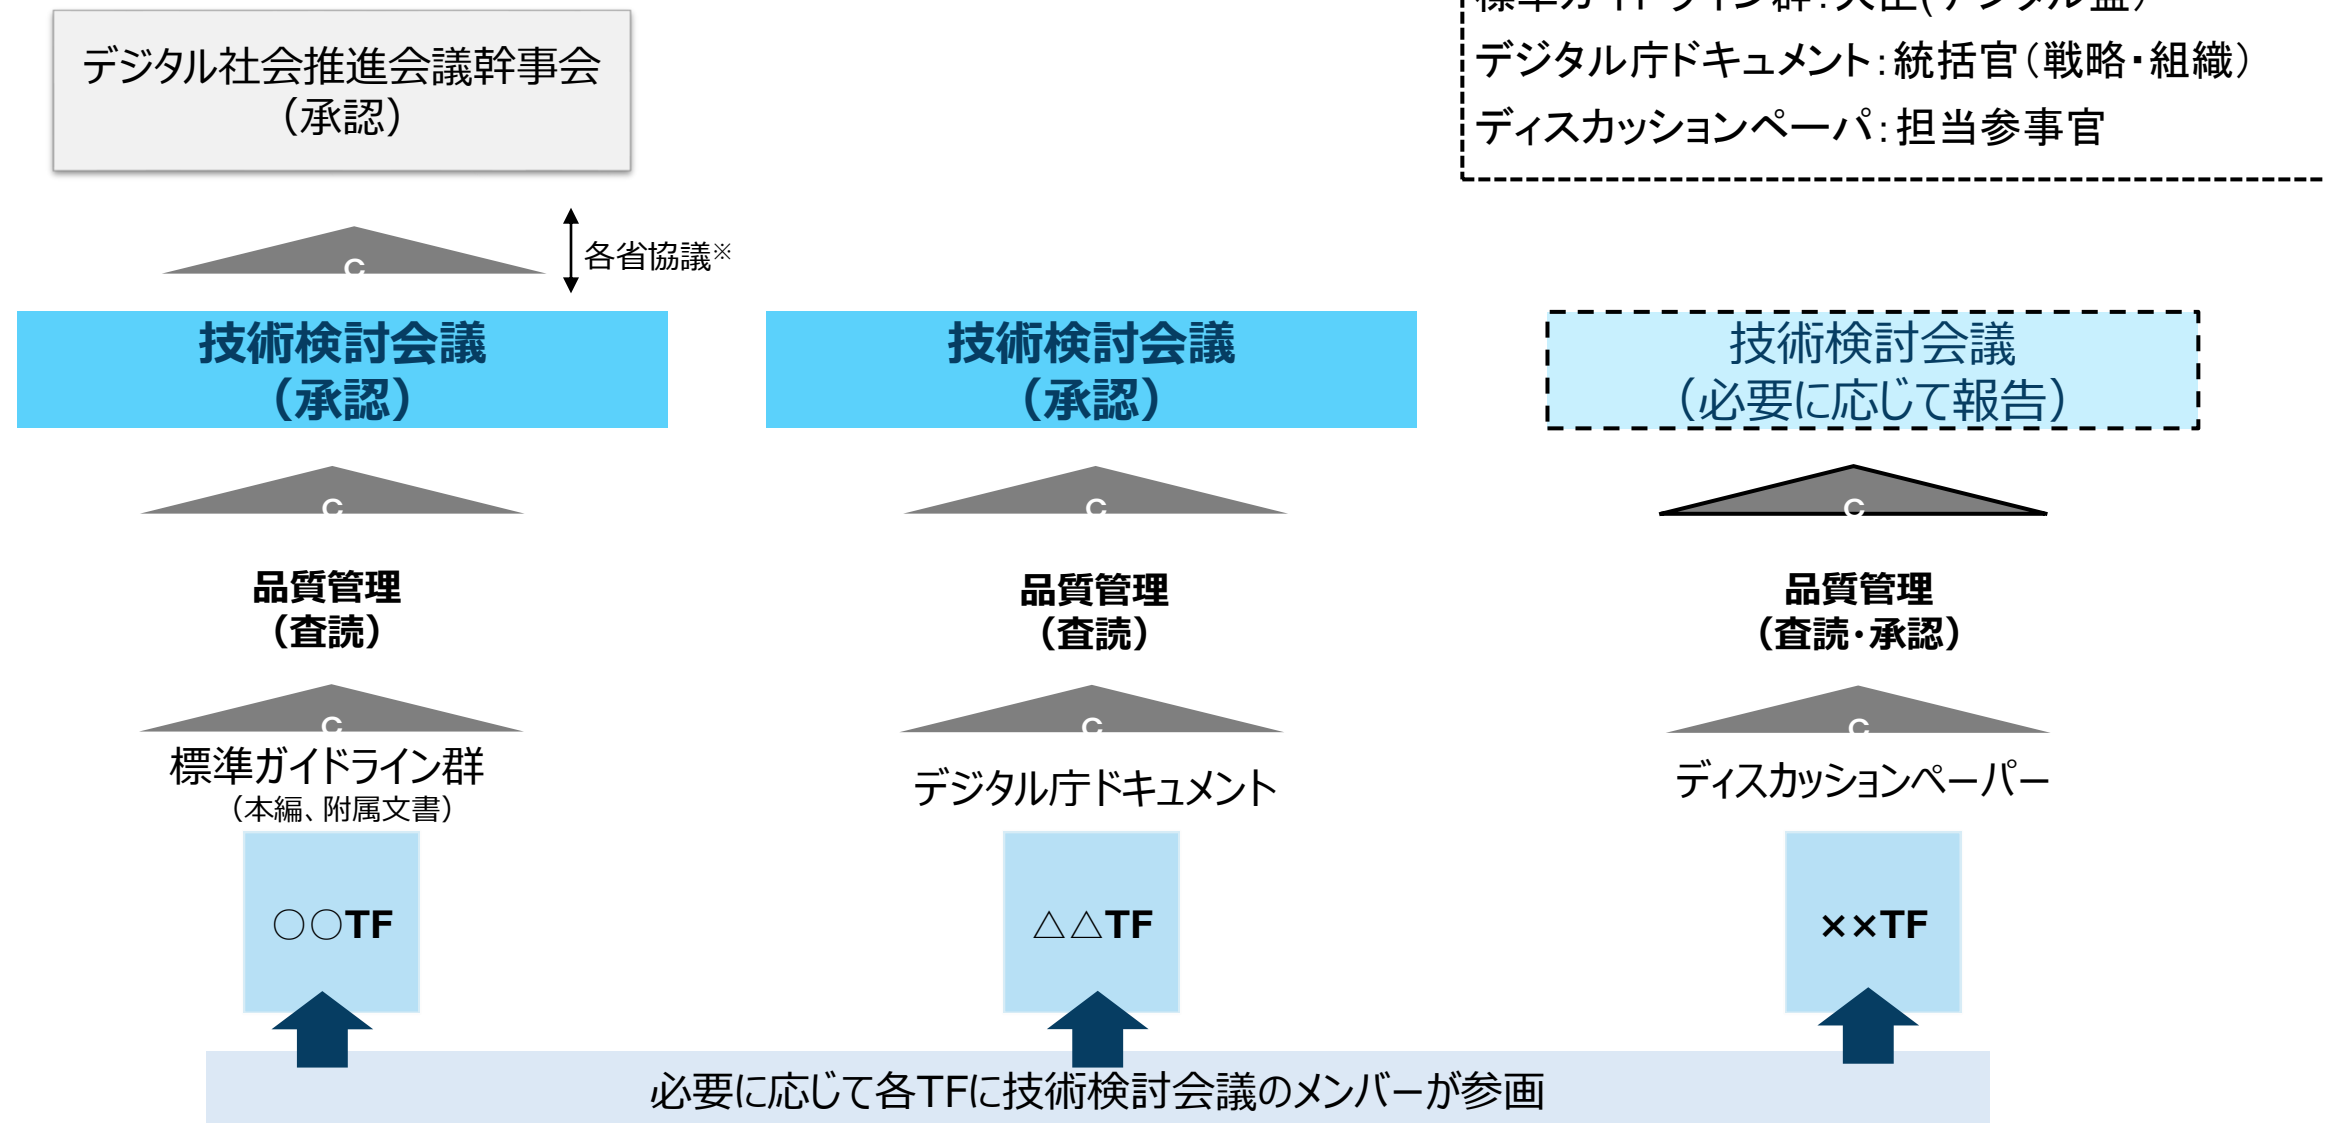 デジタル社会推進会議幹事会
（承認）
デジタル庁ドキュメント：統括官（戦略・組織）
ディスカッションペーパ：担当参事官
各省協議※
技術検討会議
（承認）
技術検討会議
（承認）
技術検討会議
（必要に応じて報告）
品質管理
（査読）
品質管理
（査読）
品質管理
（査読・承認）
標準ガイドライン群
（本編、附属文書）
デジタル庁ドキュメント
ディスカッションペーパー
○○TF
△△TF
××TF
必要に応じて各TFに技術検討会議のメンバーが参画